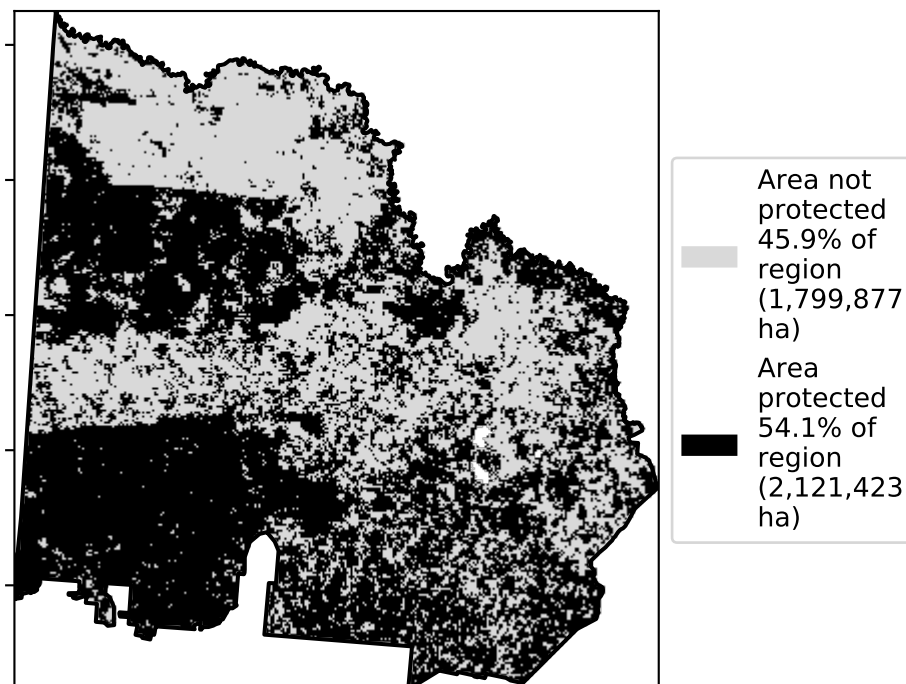 Area not
protected
45.9% of
region
(1,799,877
ha)
Area
protected
54.1% of
region
(2,121,423
ha)